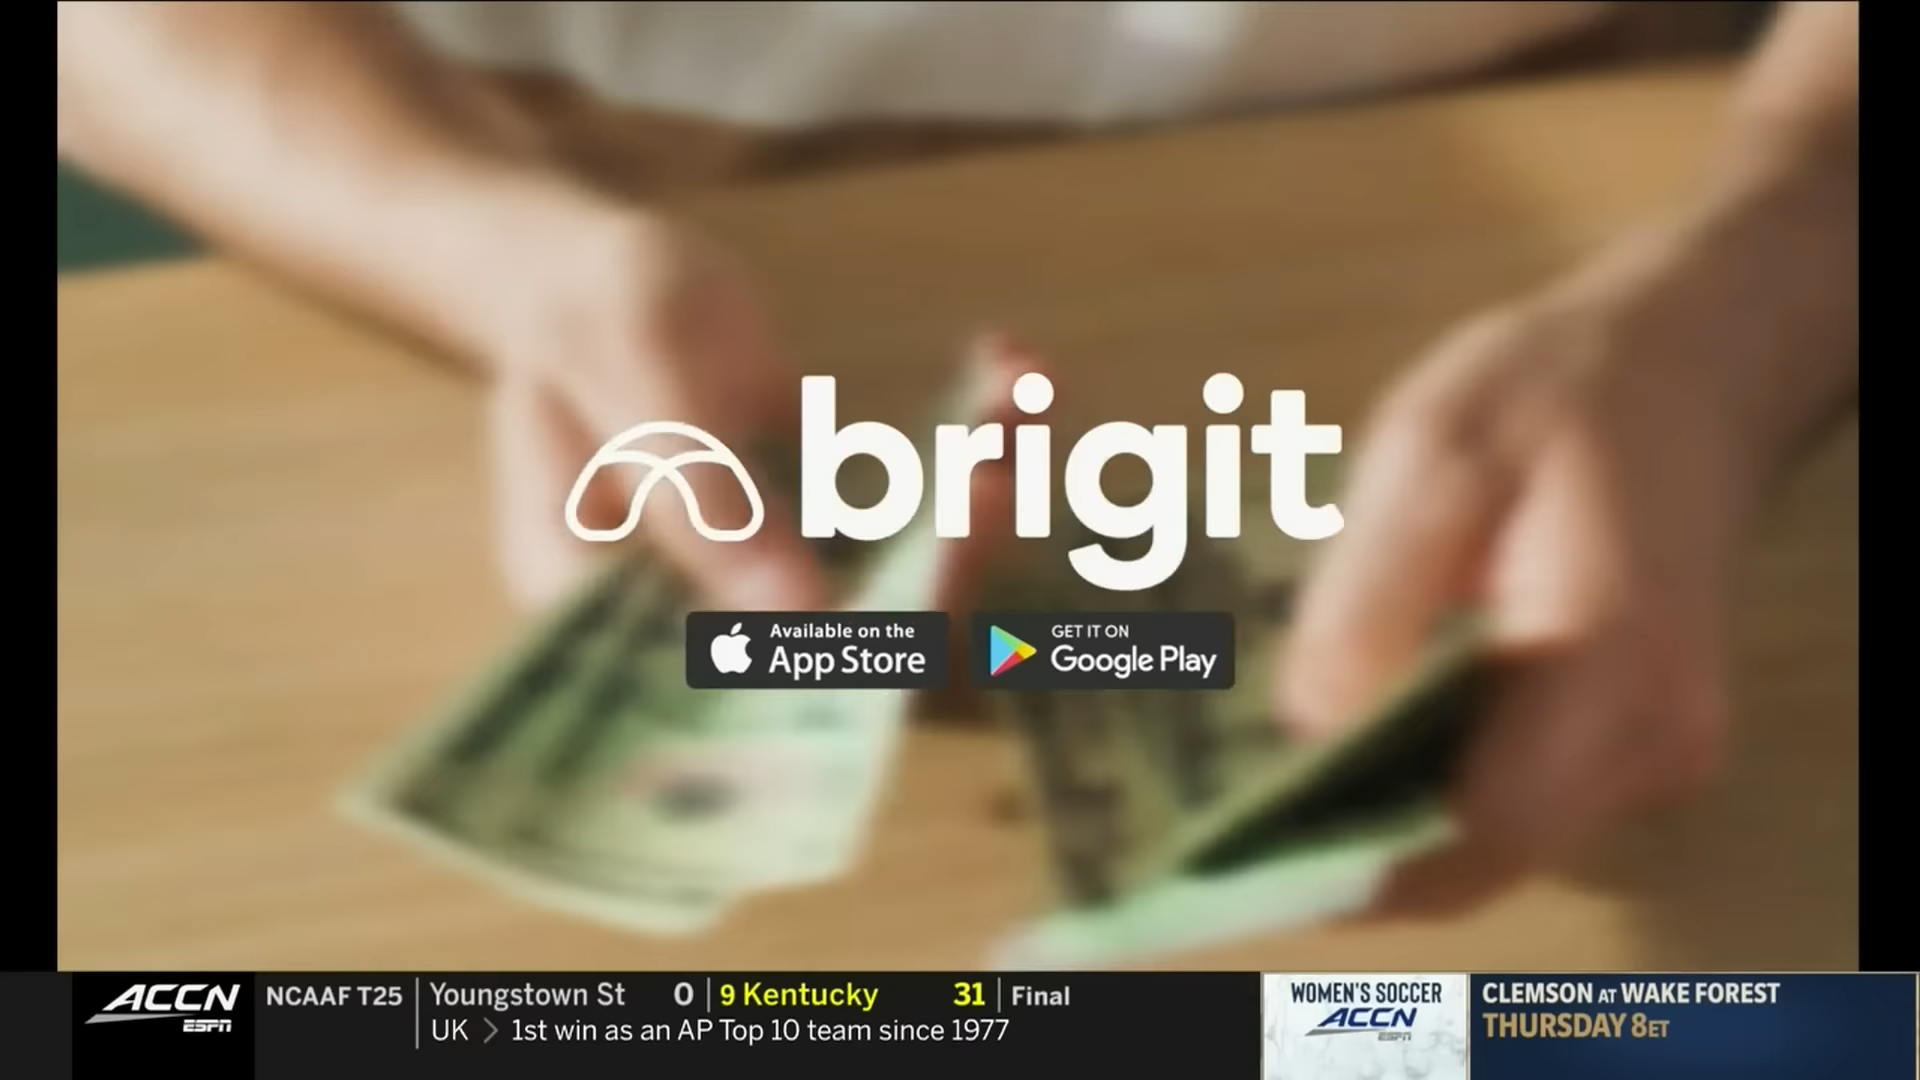 brigit
Available on the
App Store
GET IT ON
Google Play
ACCN
ESPN
NCAAF T25
Youngstown St 0
9 Kentucky 31
Final
UK > 1st win as an AP Top 10 team since 1977
WOMEN'S SOCCER
ACCN
ESPN
CLEMSON AT WAKE FOREST
THURSDAY 8ET